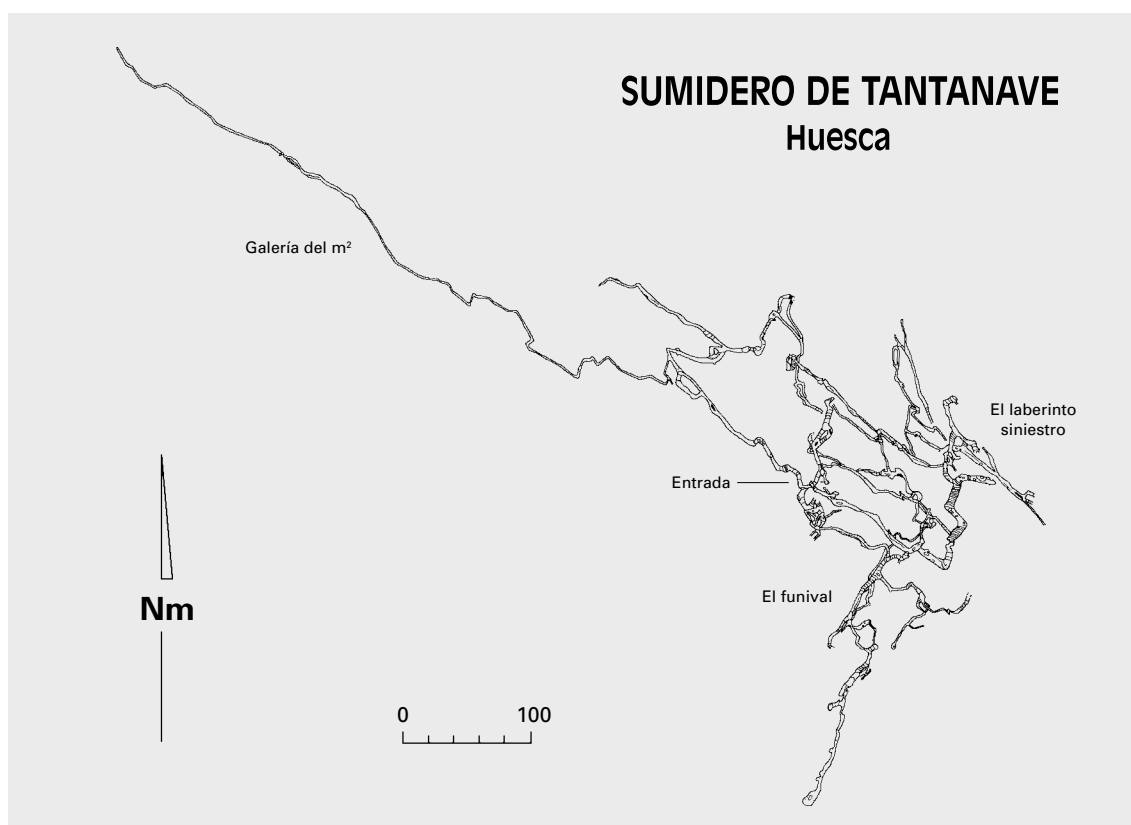 SUMIDERO DE TANTANAVE
Huesca
Galería del m²
El laberinto
siniestro
Entrada
El funival
Nm
0 100